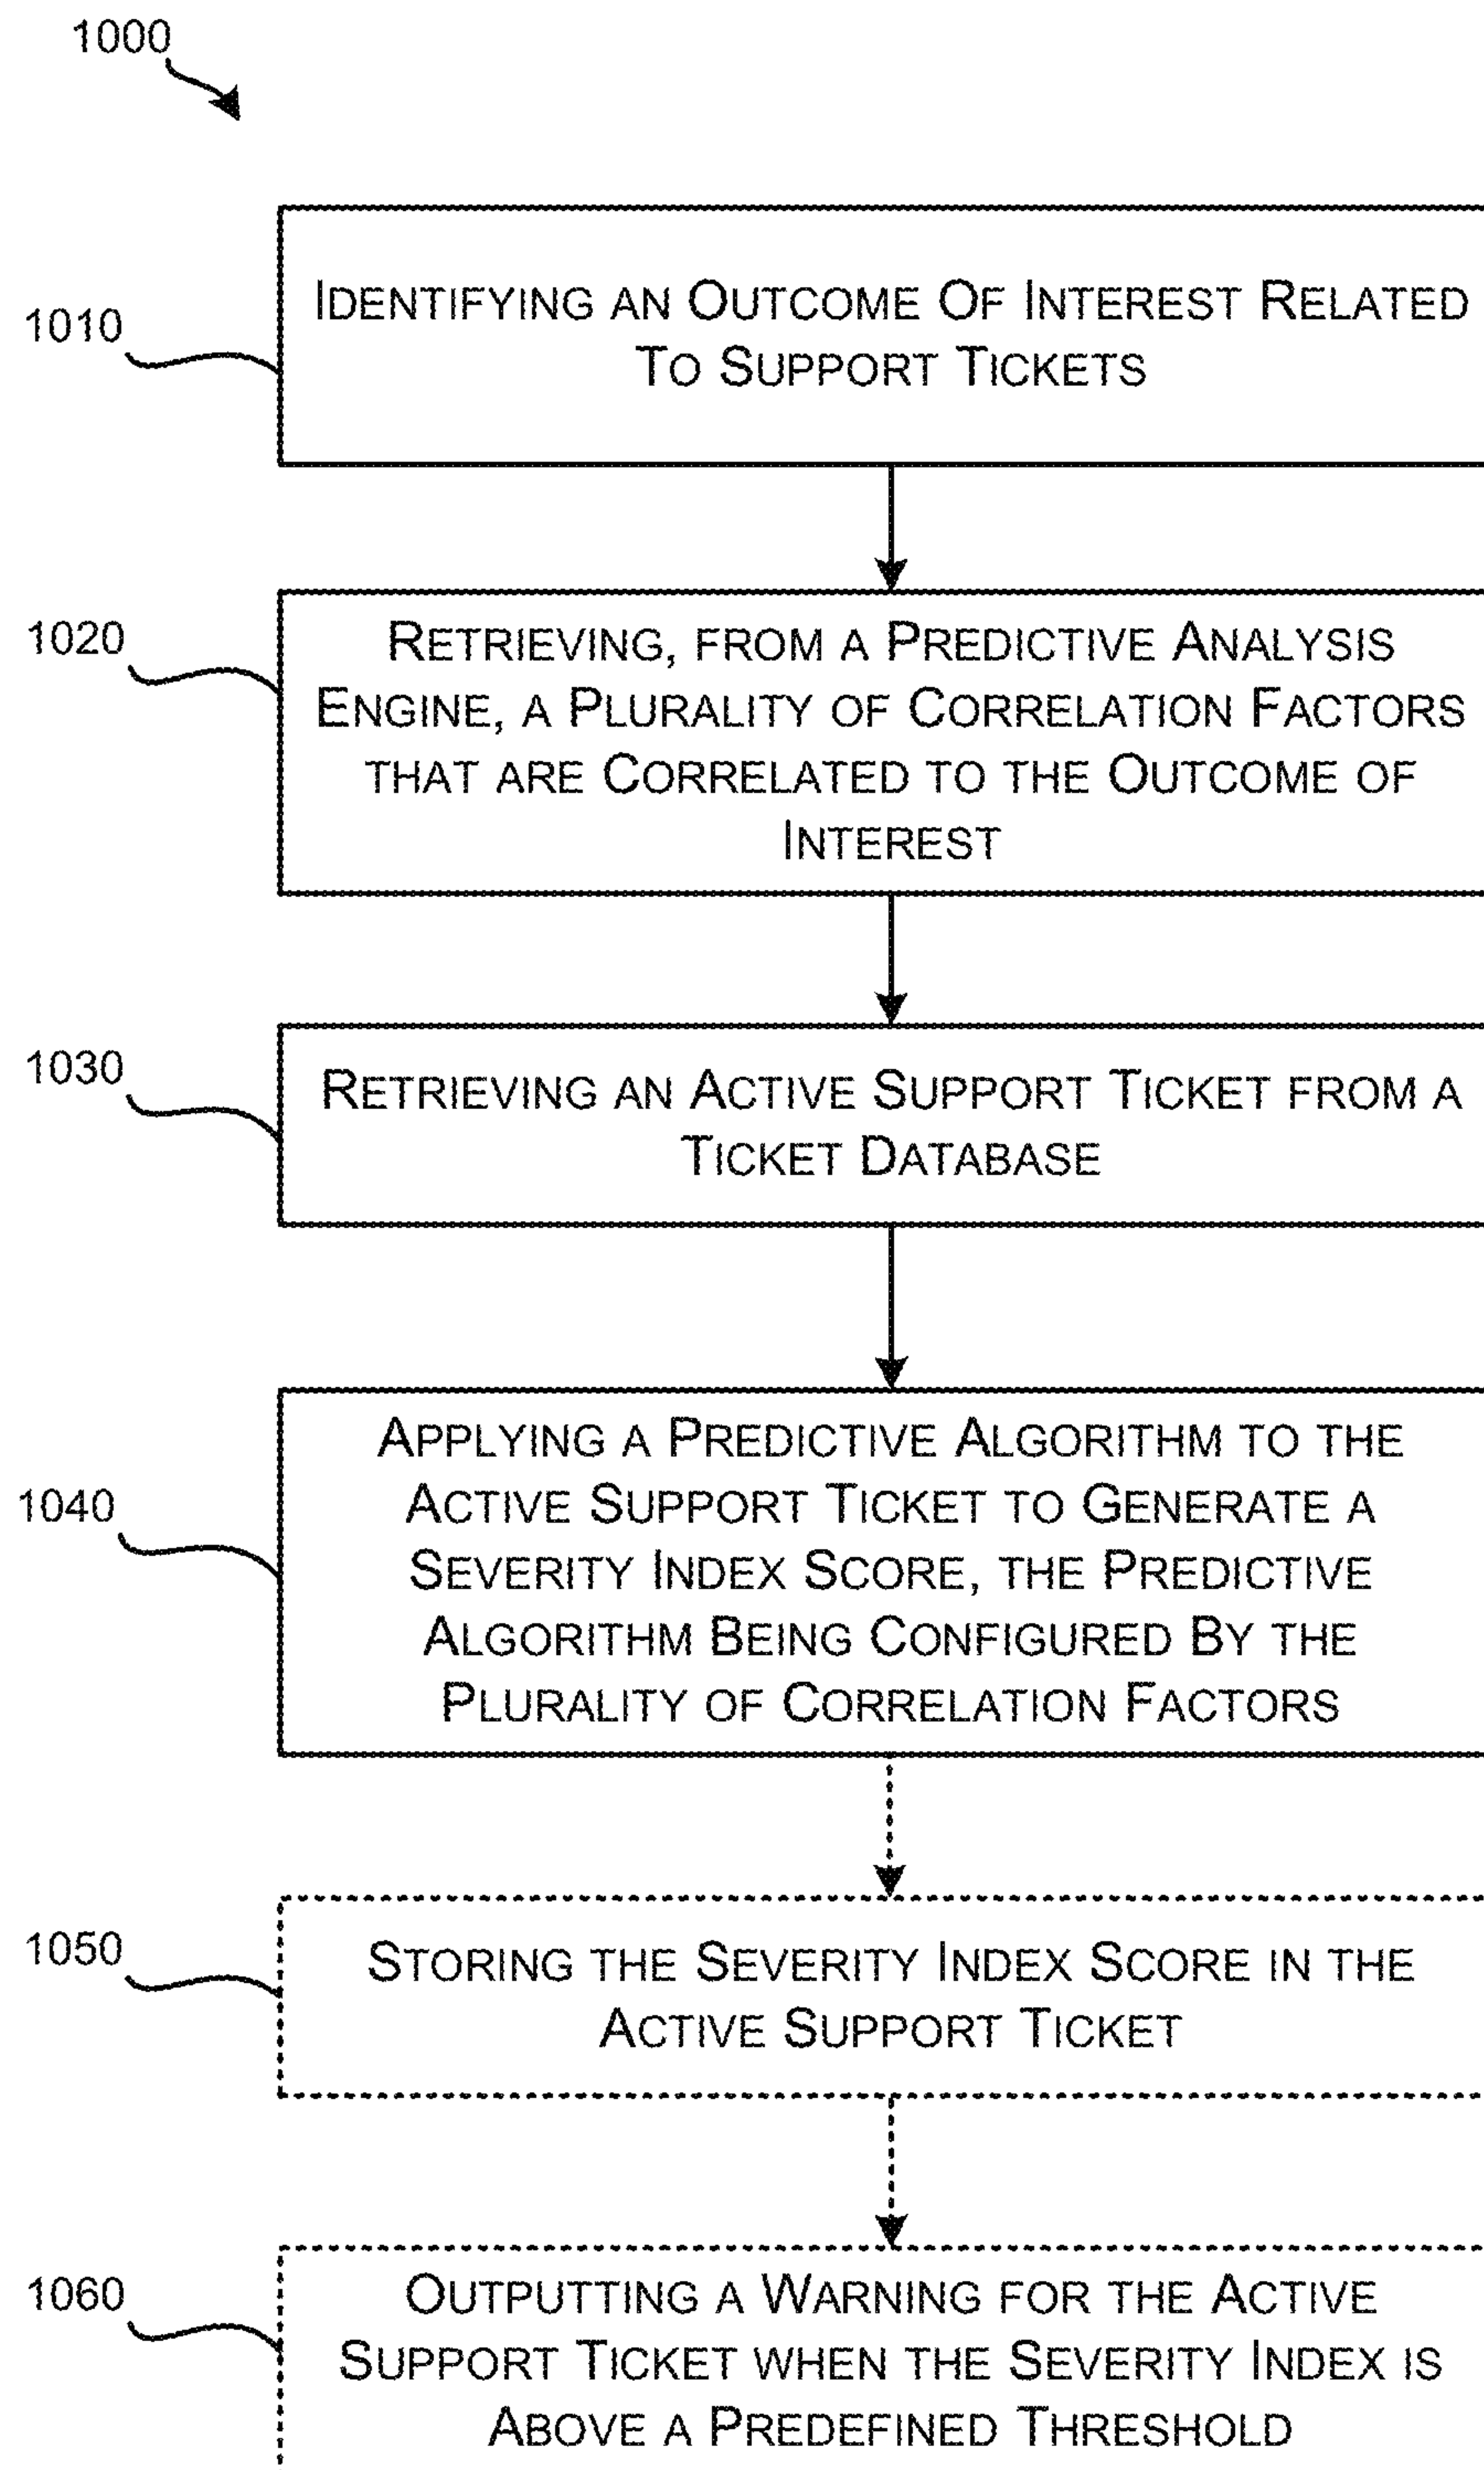 1000
1010
IDENTIFYING AN OUTCOME OF INTEREST RELATED
TO SUPPORT TICKETS
1020
RETRIEVING, FROM A PREDICTIVE ANALYSIS
ENGINE, A PLURALITY OF CORRELATION FACTORS
THAT ARE CORRELATED TO THE OUTCOME OF
INTEREST
1030
RETRIEVING AN ACTIVE SUPPORT TICKET FROM A
TICKET DATABASE
1040
APPLYING A PREDICTIVE ALGORITHM TO THE
ACTIVE SUPPORT TICKET TO GENERATE A
SEVERITY INDEX SCORE, THE PREDICTIVE
ALGORITHM BEING CONFIGURED BY THE
PLURALITY OF CORRELATION FACTORS
1050
STORING THE SEVERITY INDEX SCORE IN THE
ACTIVE SUPPORT TICKET
1060
OUTPUTTING A WARNING FOR THE ACTIVE
SUPPORT TICKET WHEN THE SEVERITY INDEX IS
ABOVE A PREDEFINED THRESHOLD